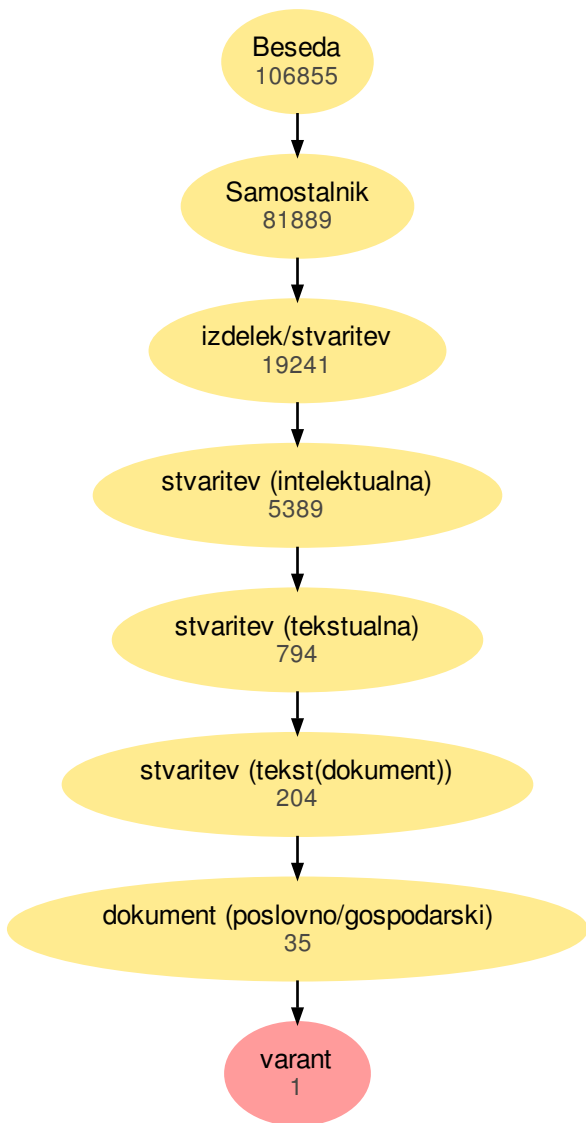 Beseda
106855
Samostalnik
81889
izdelek/stvaritev
19241
stvaritev (intelektualna)
5389
stvaritev (tekstualna)
794
stvaritev (tekst(dokument))
204
dokument (poslovno/gospodarski)
35
varant
1